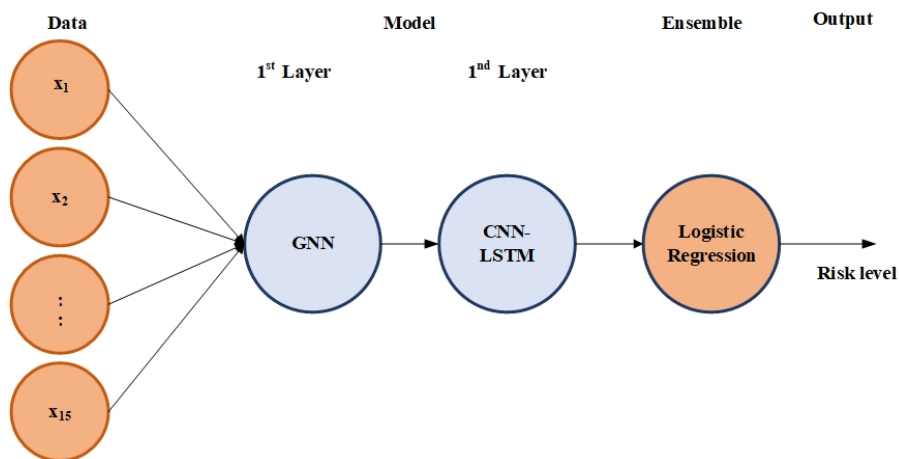 Data
Model
Ensemble
Output
1st Layer
1nd Layer
x1
x2
:
:
x15
GNN
CNN-
LSTM
Logistic
Regression
Risk level